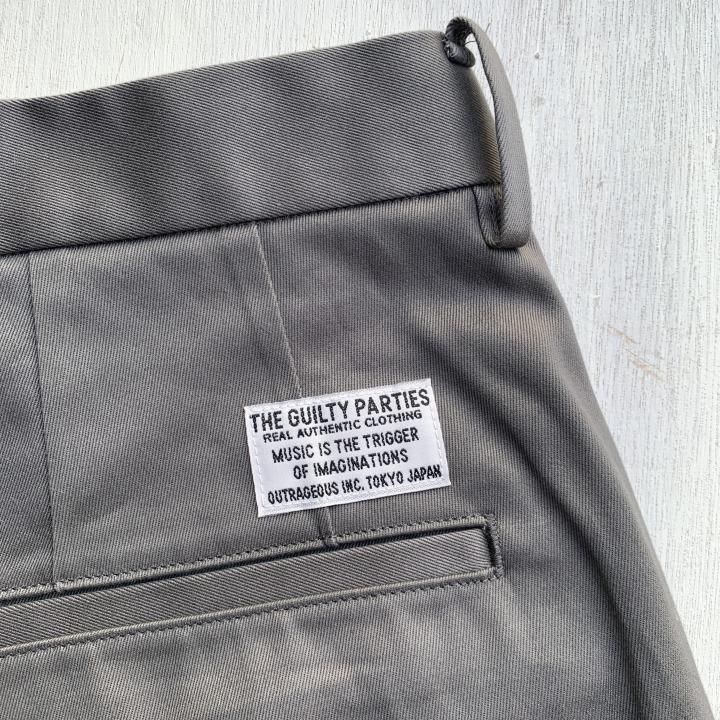 THE GUILTY PARTIES
REAL AUTHENTIC CLOTHING
MUSIC IS THE TRIGGER
OF IMAGINATIONS
OUTRAGEOUS INC. TOKYO JAPAN